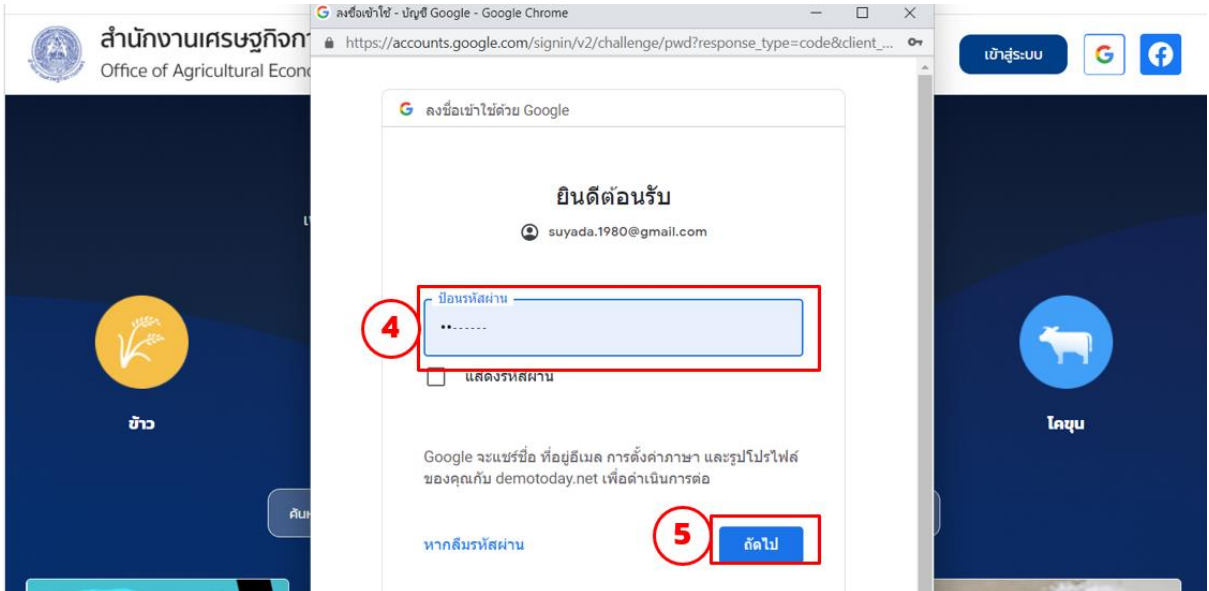 ลงชื่อเข้าใช้ - บัญชี Google - Google Chrome
https://accounts.google.com/signin/v2/challenge/pwd?response_type=code&client_...
สำนักงานเศรษฐกิจกา
Office of Agricultural Econo
เข้าสู่ระบบ
G
ลงชื่อเข้าใช้ด้วย Google
ยินดีต้อนรับ
suyada.1980@gmail.com
ป้อนรหัสผ่าน
4
แสดงรหัสผ่าน
ข้าว
โคขุน
Google จะแชร์ชื่อ ที่อยู่อีเมล การตั้งค่าภาษา และรูปโปรไฟล์
ของคุณกับ demotoday.net เพื่อดำเนินการต่อ
ค้นห
5
หากลืมรหัสผ่าน
ถัดไป